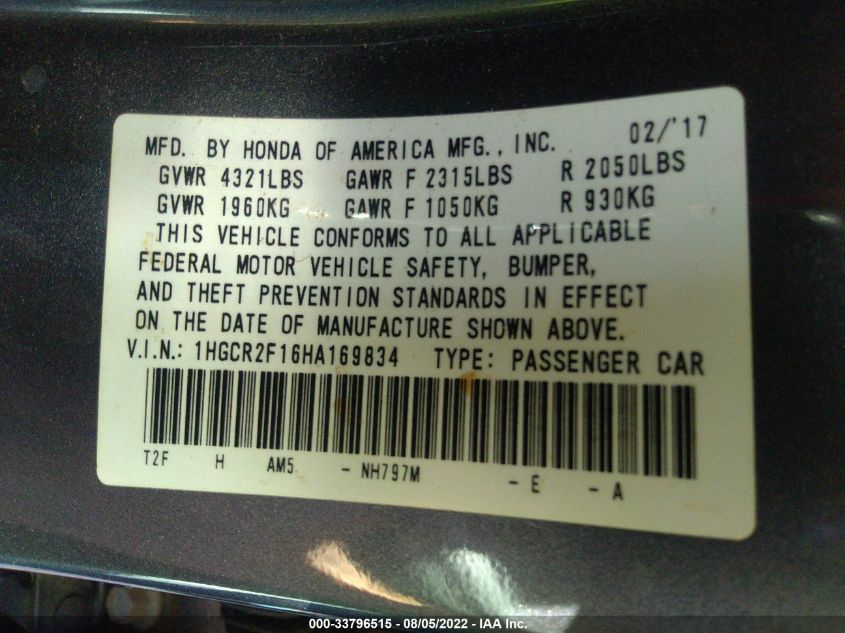 MFD. BY HONDA OF AMERICA MFG., INC. 02/'17
GVWR 4321LBS GAWR F 2315LBS R 2050LBS
GVWR 1960KG GAWR F 1050KG R 930KG
THIS VEHICLE CONFORMS TO ALL APPLICABLE
FEDERAL MOTOR VEHICLE SAFETY, BUMPER,
AND THEFT PREVENTION STANDARDS IN EFFECT
ON THE DATE OF MANUFACTURE SHOWN ABOVE.
V.I.N.: 1HGCR2F16HA169834 TYPE: PASSENGER CAR
T2F H AM5 - NH797M - E - A
000-33796515 - 08/05/2022 - IAA Inc.